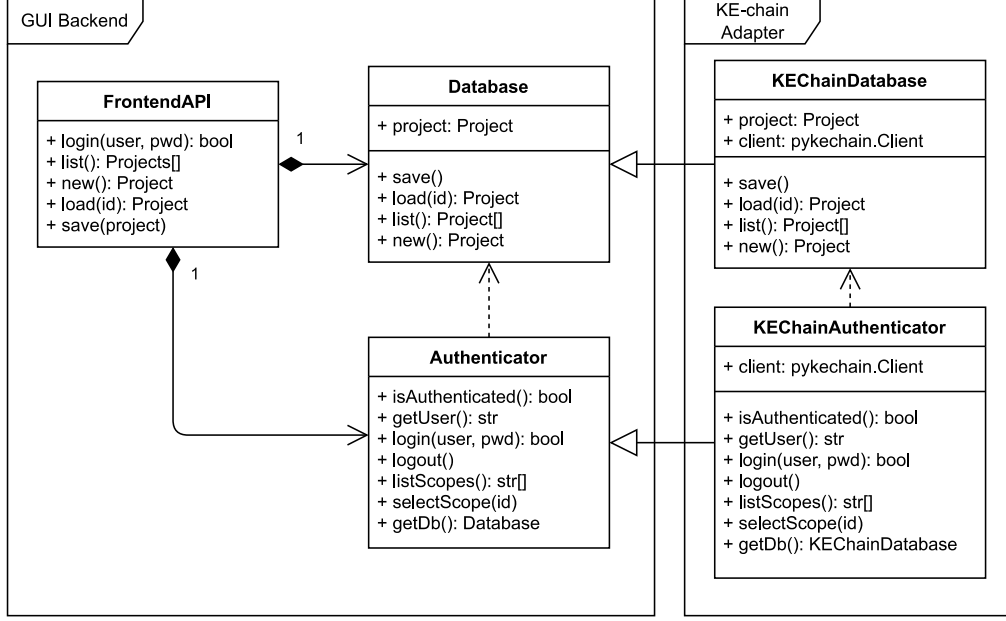 GUI Backend
FrontendAPI
+ login(user, pwd): bool
+ list(): Projects[]
+ new(): Project
+ load(id): Project
+ save(project)
1
1
Database
+ project: Project
+ save()
+ load(id): Project
+ list(): Project[]
+ new(): Project
Authenticator
+ isAuthenticated(): bool
+ getUser(): str
+ login(user, pwd): bool
+ logout()
+ listScopes(): str[]
+ selectScope(id)
+ getDb(): Database
KE-chain
Adapter
KEChainDatabase
+ project: Project
+ client: pykechain.Client
+ save()
+ load(id): Project
+ list(): Project[]
+ new(): Project
KEChainAuthenticator
+ client: pykechain.Client
+ isAuthenticated(): bool
+ getUser(): str
+ login(user, pwd): bool
+ logout()
+ listScopes(): str[]
+ selectScope(id)
+ getDb(): KEChainDatabase